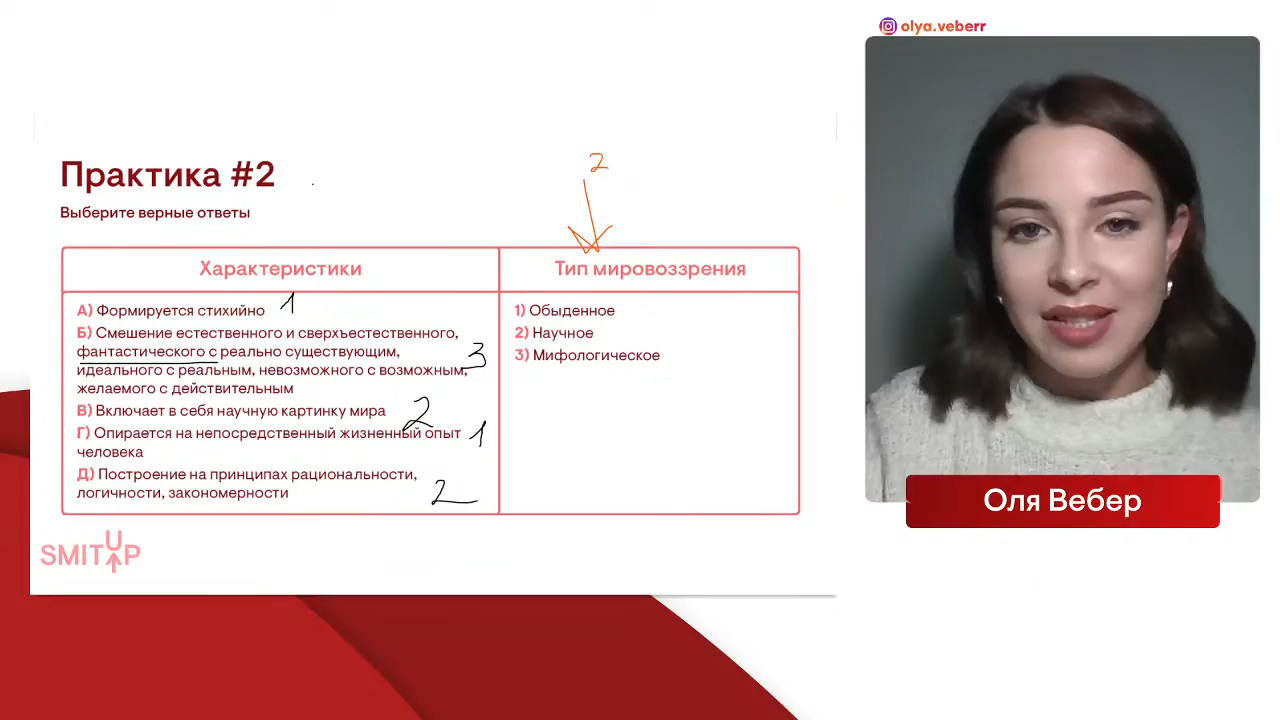 olya.veberr
Практика #2
2
Выберите верные ответы
Характеристики
Тип мировоззрения
А) Формируется стихийно 1
Б) Смешение естественного и сверхъестественного,
фантастического с реально существующим,
идеального с реальным, невозможного с возможным, 3
желаемого с действительным
В) Включает в себя научную картинку мира 2
Г) Опирается на непосредственный жизненный опыт 1
человека
Д) Построение на принципах рациональности,
логичности, закономерности 2
1) Обыденное
2) Научное
3) Мифологическое
SMITUP
Оля Вебер